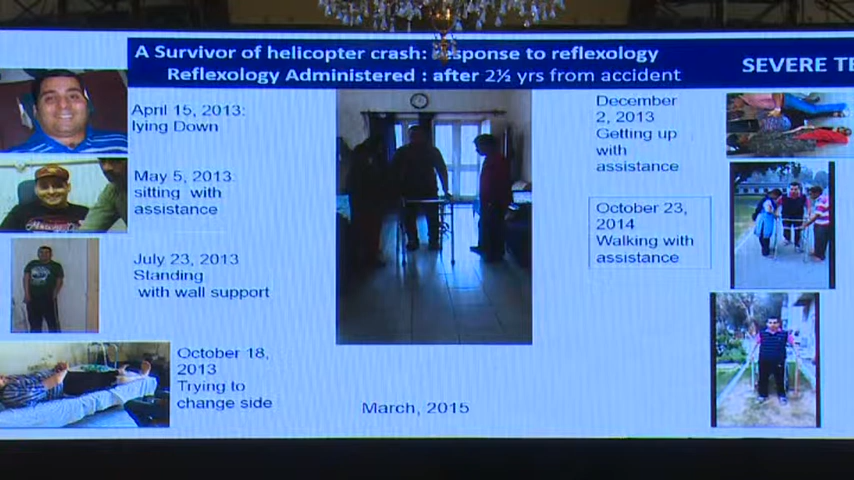 A Survivor of helicopter crash: response to reflexology
Reflexology Administered : after 2½ yrs from accident
SEVERE TE
April 15, 2013:
lying Down
May 5, 2013:
sitting with
assistance
July 23, 2013
Standing
with wall support
October 18,
2013
Trying to
change side
March, 2015
December
2, 2013
Getting up
with
assistance
October 23,
2014
Walking with
assistance